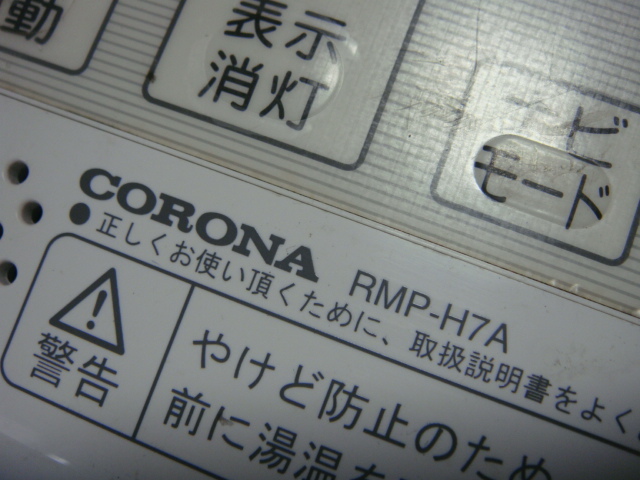 動
表示
消灯
モード
CORONA RMP-H7A
●正しくお使い頂くために、取扱説明書をよく
警告
やけど防止のため
前に湯温を